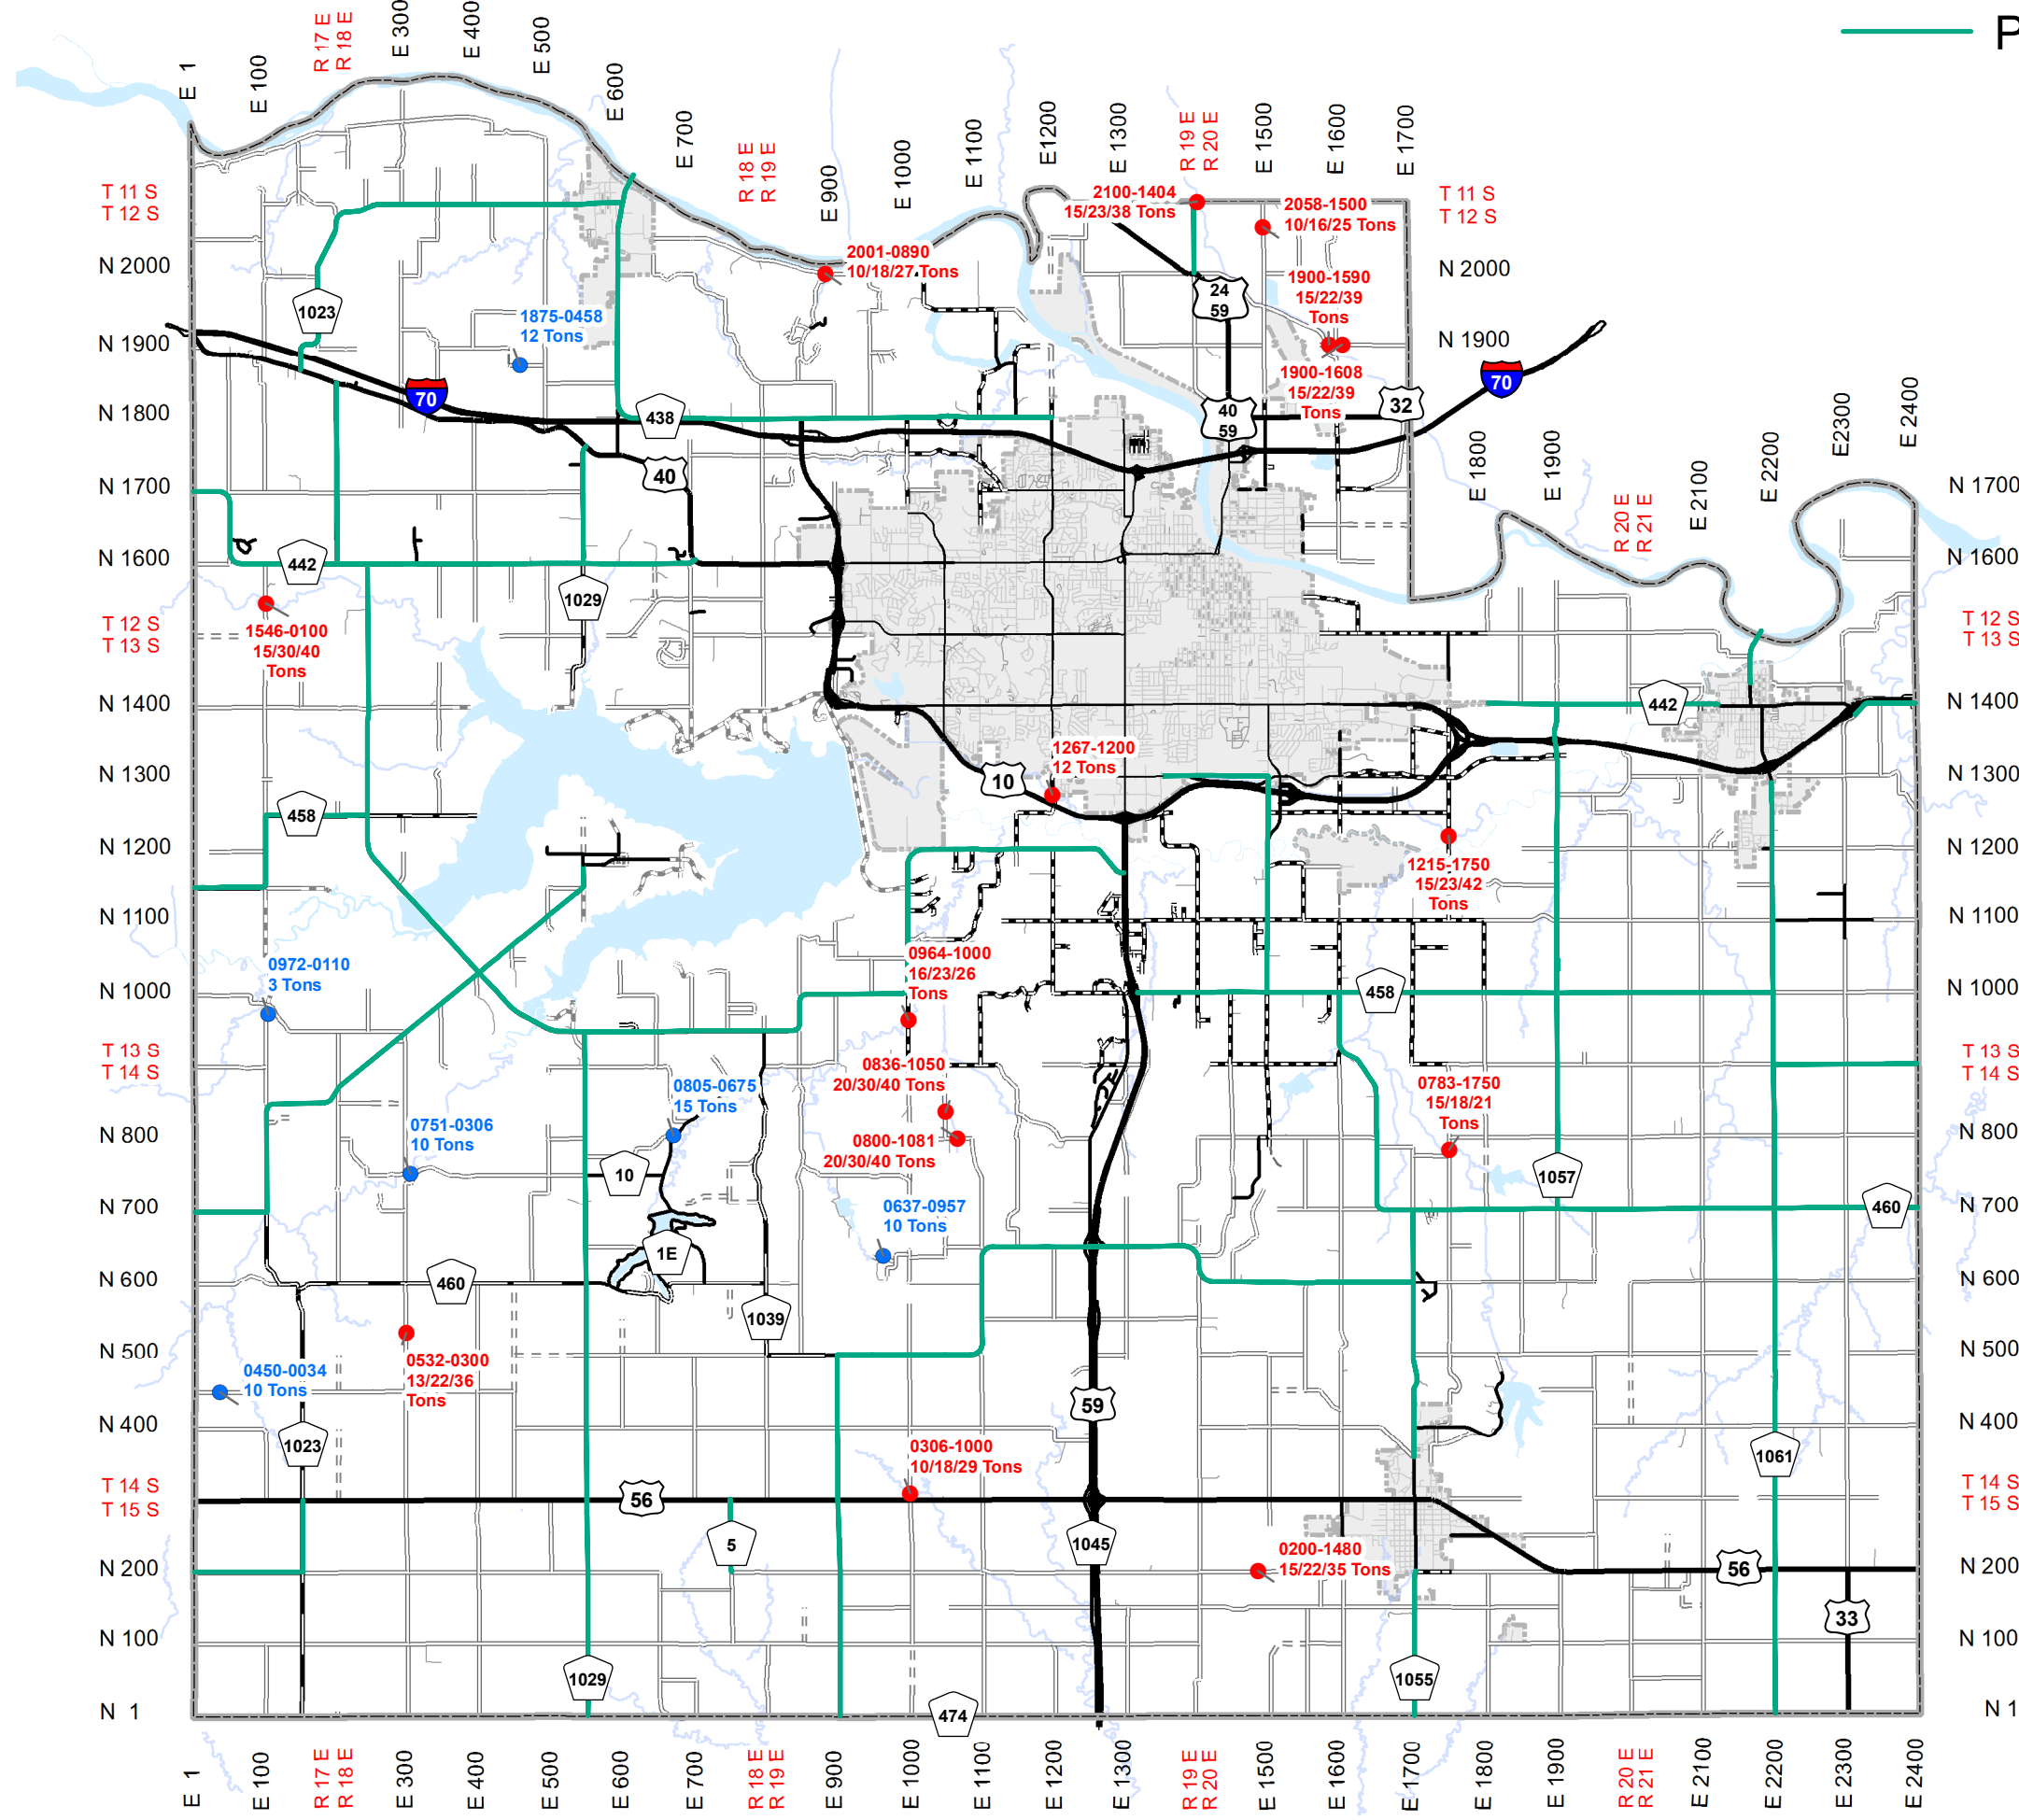 P
E 1
E 100
R 17 E
R 18 E
E 300
E 400
E 500
E 600
E 700
R 18 E
R 19 E
E 900
E 1000
E 1100
E1200
E 1300
R 19 E
R 20 E
E 1500
E 1600
E 1700
T 11 S
T 12 S
T 11 S
T 12 S
2100-1404
15/23/38 Tons
2058-1500
10/16/25 Tons
2001-0890
10/18/27 Tons
N 2000
N 2000
1900-1590
15/22/39
Tons
24
59
1023
1875-0458
12 Tons
N 1900
N 1900
1900-1608
15/22/39
Tons
70
70
32
40
59
438
N 1800
E 1800
E 1900
R 20 E
R 21 E
E 2100
E 2200
E2300
E 2400
40
N 1700
N 1700
N 1600
N 1600
442
1029
1546-0100
15/30/40
Tons
T 12 S
T 13 S
T 12 S
T 13 S
N 1400
442
N 1400
1267-1200
12 Tons
10
N 1300
N 1300
458
N 1200
N 1200
1215-1750
15/23/42
Tons
N 1100
N 1100
0972-0110
3 Tons
0964-1000
16/23/26
Tons
N 1000
458
N 1000
T 13 S
T 14 S
T 13 S
T 14 S
0836-1050
20/30/40 Tons
0805-0675
15 Tons
0783-1750
15/18/21
Tons
0751-0306
10 Tons
N 800
N 800
0800-1081
20/30/40 Tons
10
1057
N 700
0637-0957
10 Tons
460
N 700
1E
N 600
460
N 600
1039
N 500
N 500
0450-0034
10 Tons
0532-0300
13/22/36
Tons
59
N 400
N 400
1023
0306-1000
10/18/29 Tons
1061
T 14 S
T 15 S
56
T 14 S
T 15 S
5
1045
0200-1480
15/22/35 Tons
N 200
56
N 200
33
N 100
N 100
1029
1055
N 1
474
N 1
E 1
E 100
R 17 E
R 18 E
E 300
E 400
E 500
E 600
E 700
R 18 E
R 19 E
E 900
E 1000
E 1100
E 1200
E 1300
R 19 E
R 20 E
E 1500
E 1600
E 1700
E 1800
E 1900
R 20 E
R 21 E
E 2100
E 2200
E 2300
E 2400